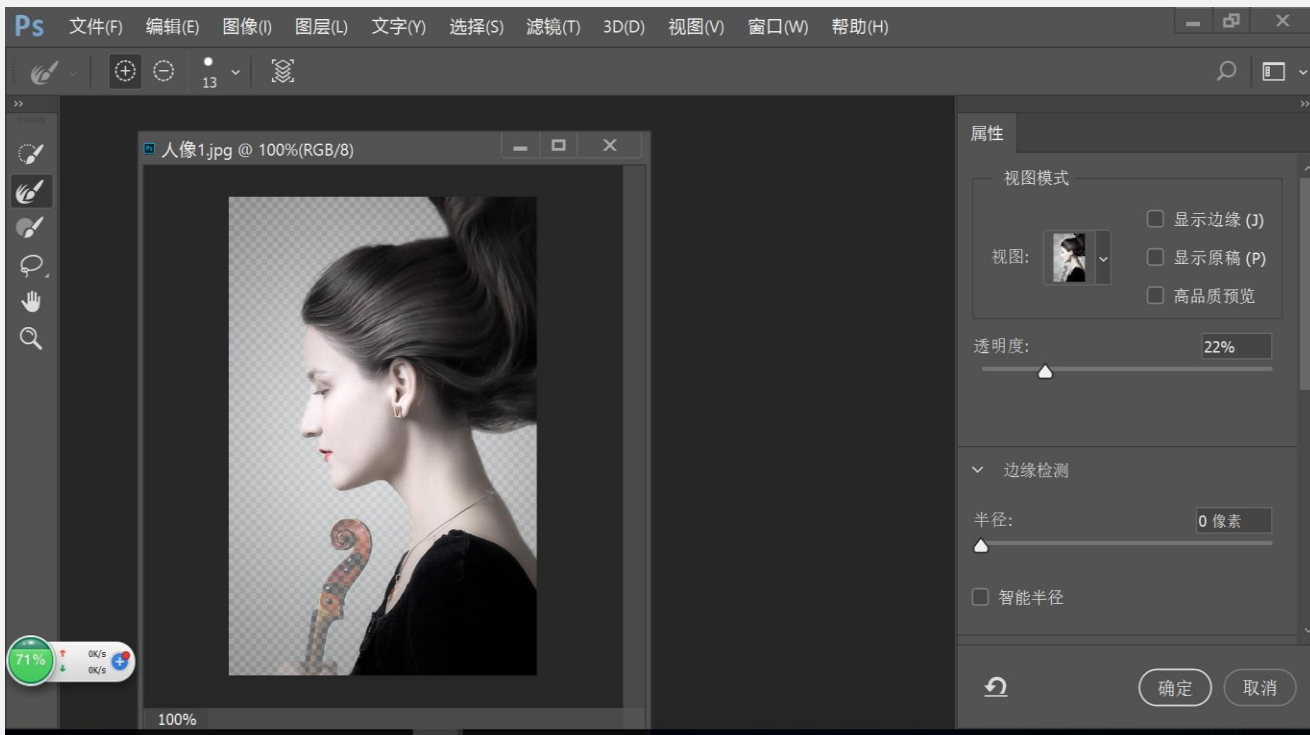 Ps 文件(F) 编辑(E) 图像(I) 图层(L) 文字(Y) 选择(S) 滤镜(T) 3D(D) 视图(V) 窗口(W) 帮助(H)
13
人像1.jpg @ 100%(RGB/8)
属性
视图模式
显示边缘 (J)
视图:
显示原稿 (P)
高品质预览
透明度: 22%
边缘检测
半径: 0 像素
智能半径
71%
0K/s
0K/s
确定 取消
100%